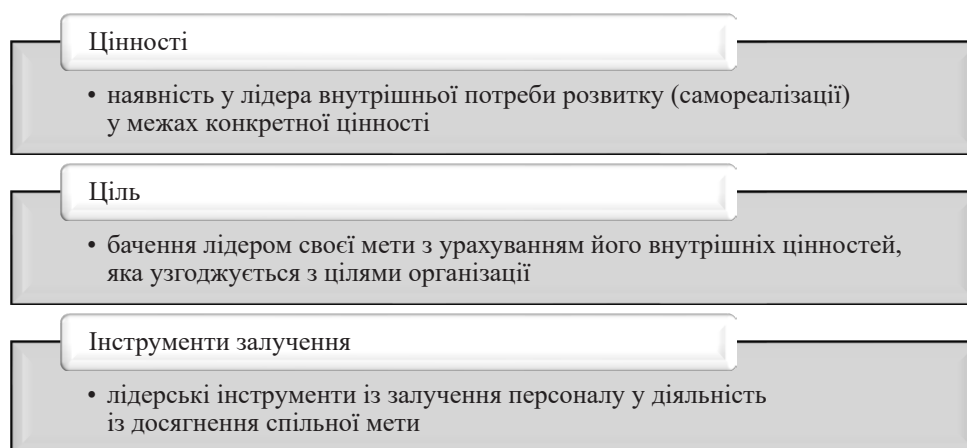 Цінності
• наявність у лідера внутрішньої потреби розвитку (самореалізації)
у межах конкретної цінності
Ціль
• бачення лідером своєї мети з урахуванням його внутрішніх цінностей,
яка узгоджується з цілями організації
Інструменти залучення
• лідерські інструменти із залучення персоналу у діяльність
із досягнення спільної мети